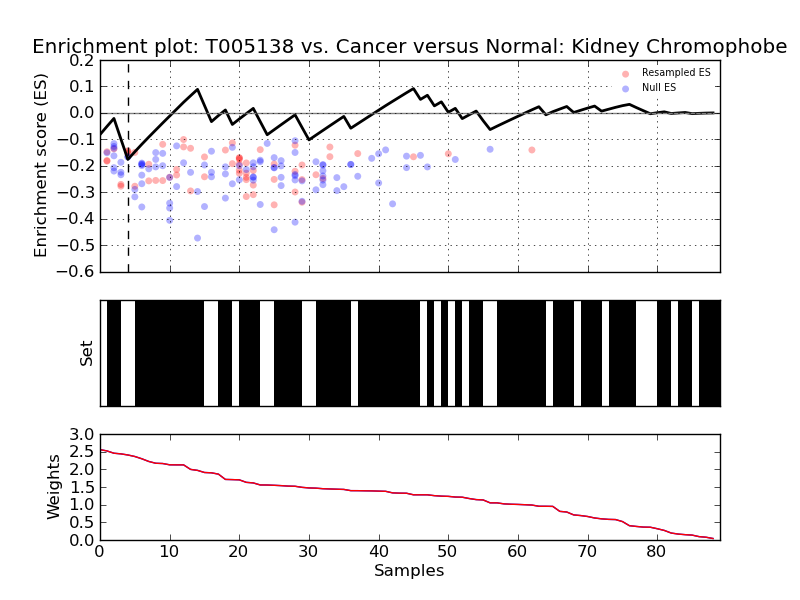 Enrichment plot: T005138 vs. Cancer versus Normal: Kidney Chromophobe
Enrichment score (ES)
0.2
0.1
0.0
−0.1
−0.2
−0.3
−0.4
−0.5
−0.6
Resampled ES
Null ES
Set
Weights
3.0
2.5
2.0
1.5
1.0
0.5
0.0
0 10 20 30 40 50 60 70 80
Samples